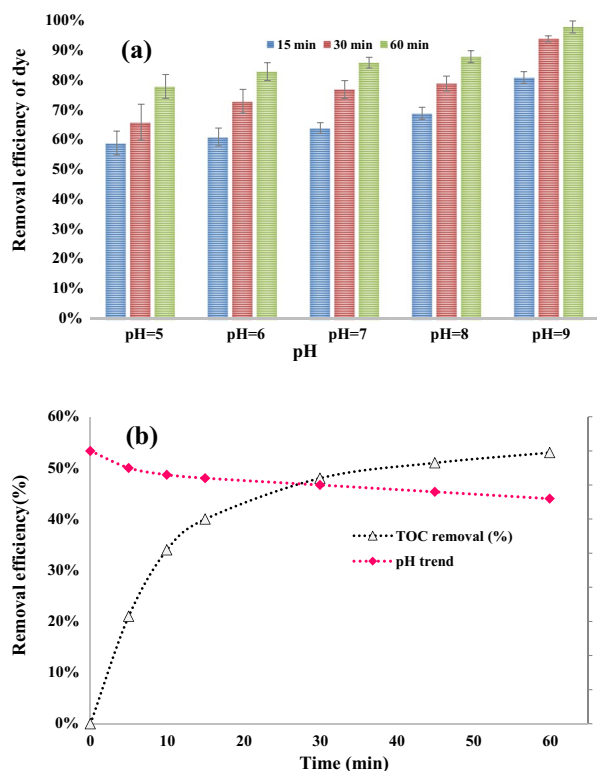 (a)
15 min 30 min 60 min
Removal efficiency of dye
100%
90%
80%
70%
60%
50%
40%
30%
20%
10%
0%
pH=5 pH=6 pH=7 pH=8 pH=9
pH
(b)
Removal efficiency(%)
60%
50%
40%
30%
20%
10%
0%
TOC removal (%)
pH trend
0 10 20 30 40 50 60
Time (min)